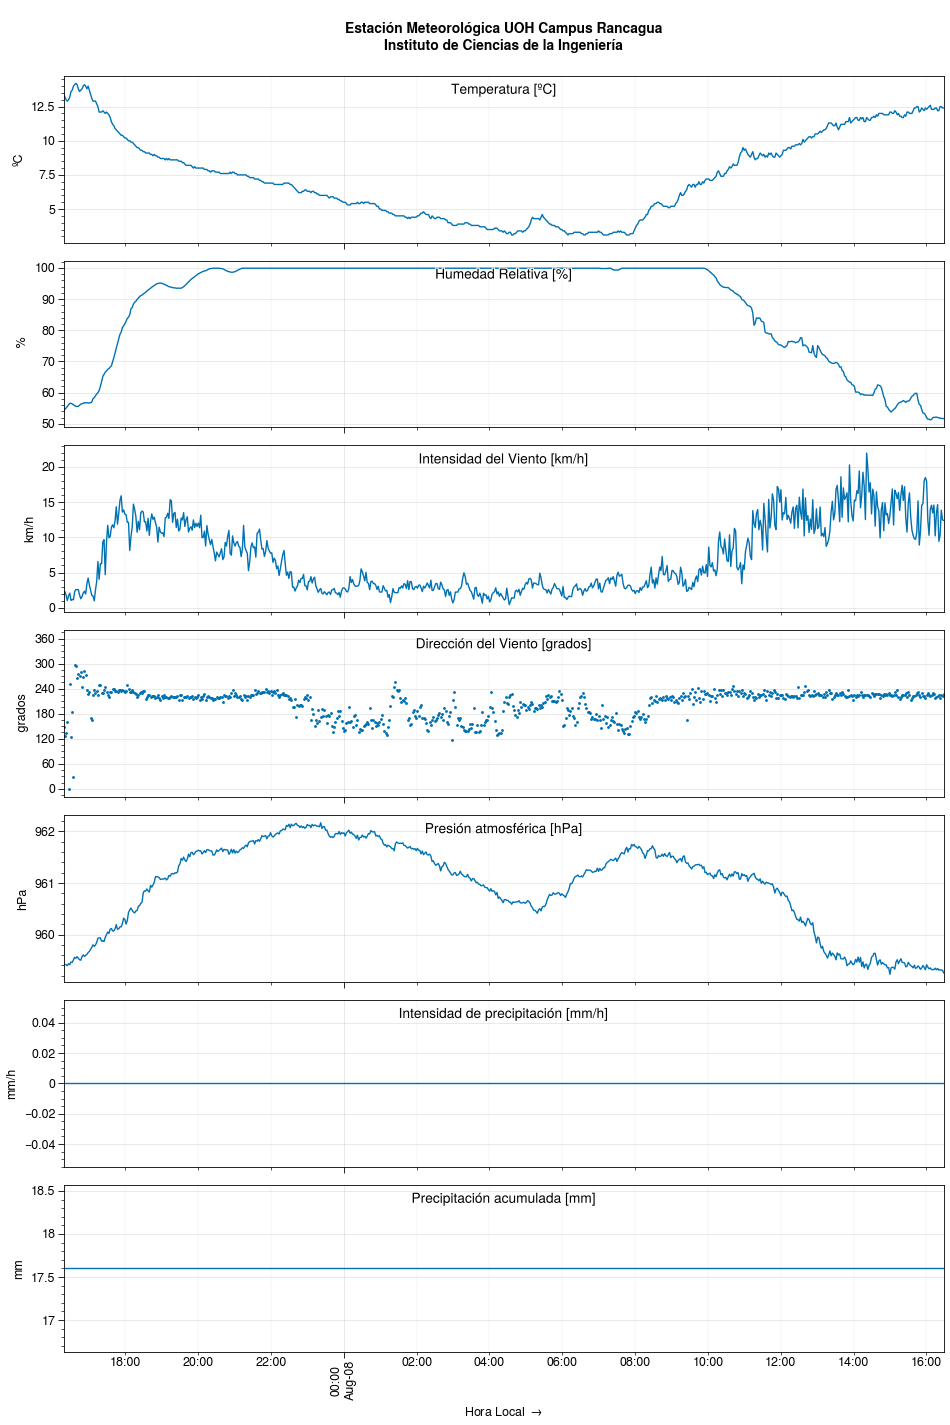 Estación Meteorológica UOH Campus Rancagua
Instituto de Ciencias de la Ingeniería
Temperatura [ºC]
ºC
12.5
10
7.5
5
Humedad Relativa [%]
%
100
90
80
70
60
50
Intensidad del Viento [km/h]
km/h
20
15
10
5
0
Dirección del Viento [grados]
grados
360
300
240
180
120
60
0
Presión atmosférica [hPa]
hPa
962
961
960
Intensidad de precipitación [mm/h]
mm/h
0.04
0.02
0
−0.02
−0.04
Precipitación acumulada [mm]
mm
18.5
18
17.5
17
18:00 20:00 22:00 00:00 02:00 04:00 06:00 08:00 10:00 12:00 14:00 16:00
Aug-08
Hora Local →